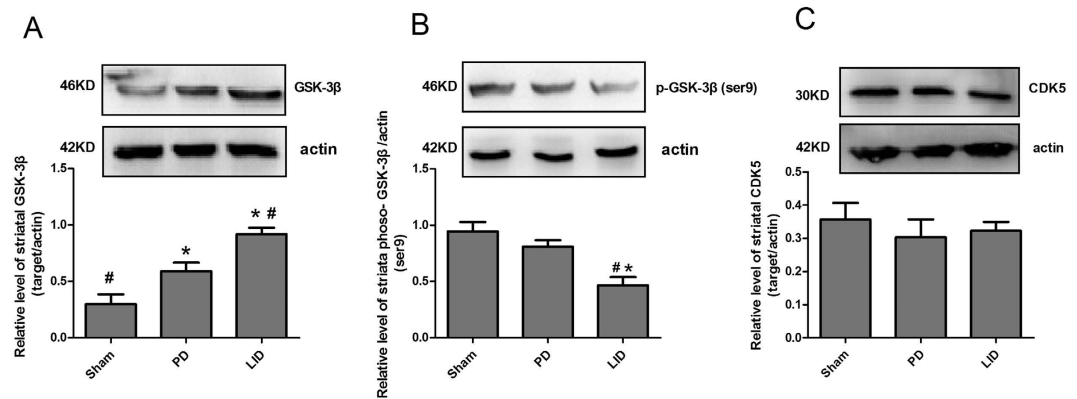 A
46KD
GSK-3β
42KD
actin
Relative level of striatal GSK-3β
(target/actin)
1.5
1.0
0.5
0.0
#
*
* #
Sham
PD
LID
B
46KD
p-GSK-3β (ser9)
42KD
actin
Relative level of striata phoso- GSK-3β/actin
(ser9)
1.5
1.0
0.5
0.0
# *
Sham
PD
LID
C
30KD
CDK5
42KD
actin
Relative level of striatal CDK5
(target/actin)
0.5
0.4
0.3
0.2
0.1
0.0
Sham
PD
LID